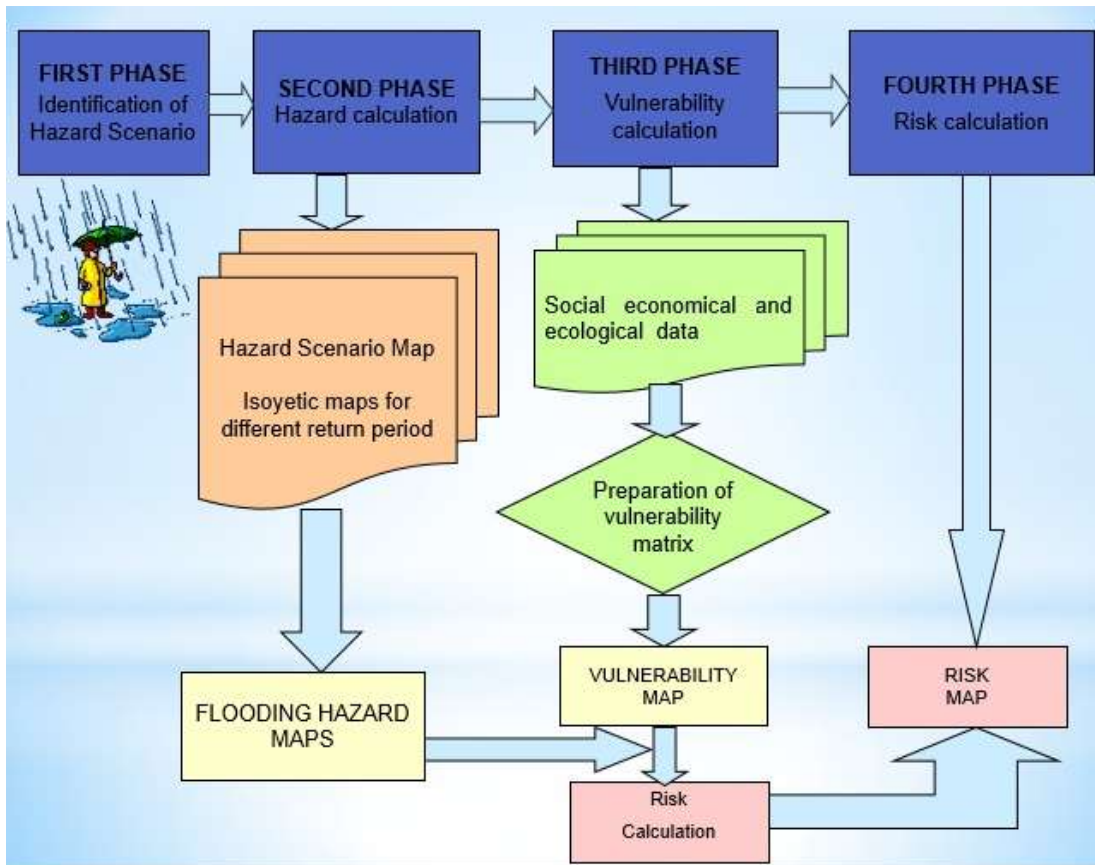 FIRST PHASE
Identification of
Hazard Scenario
SECOND PHASE
Hazard calculation
THIRD PHASE
Vulnerability
calculation
FOURTH PHASE
Risk calculation
Hazard Scenario Map
Isoyetic maps for
different return period
Social economical and
ecological data
Preparation of
vulnerability
matrix
FLOODING HAZARD
MAPS
VULNERABILITY
MAP
RISK
MAP
Risk
Calculation